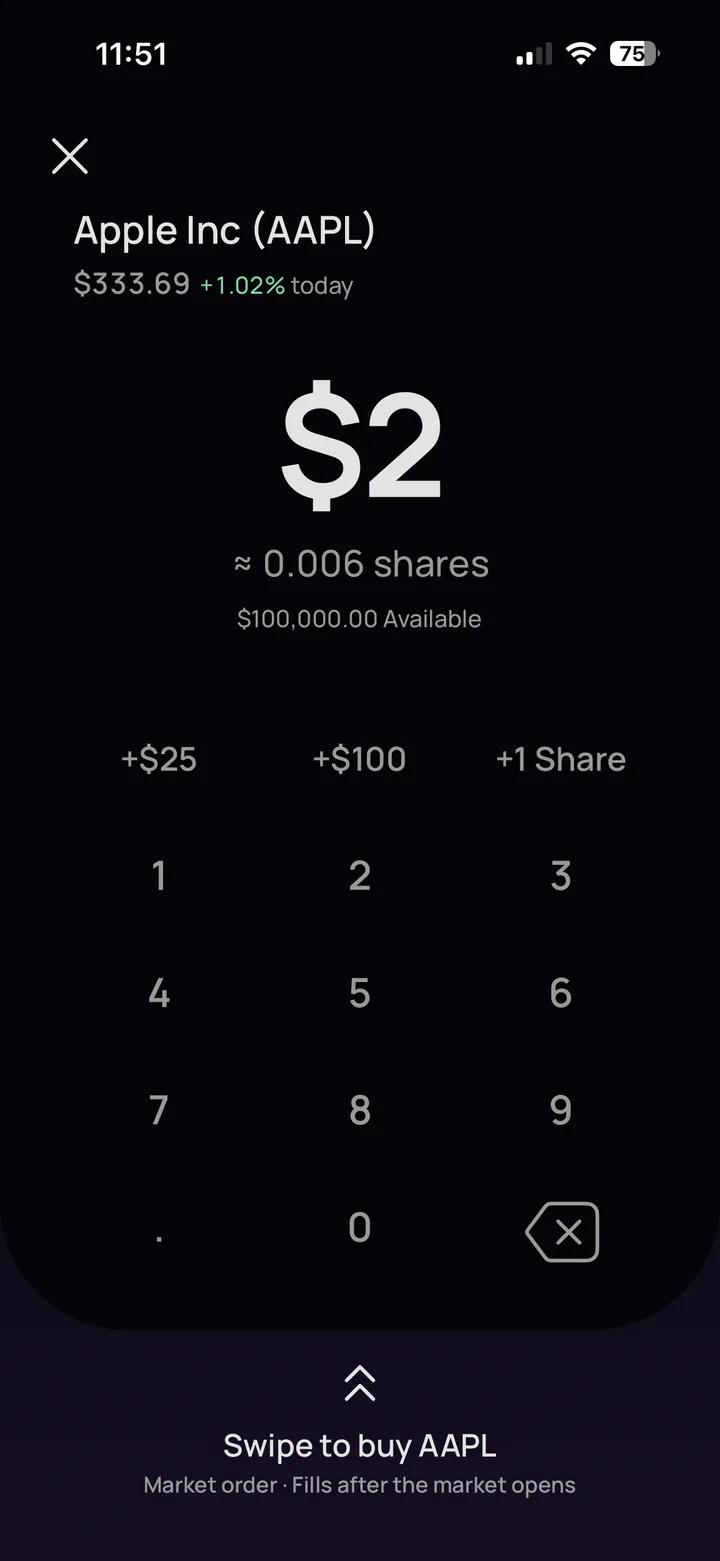 11:51
75
Apple Inc (AAPL)
$333.69 +1.02% today
$2
≈ 0.006 shares
$100,000.00 Available
+$25 +$100 +1 Share
1 2 3
4 5 6
7 8 9
. 0
Swipe to buy AAPL
Market order · Fills after the market opens